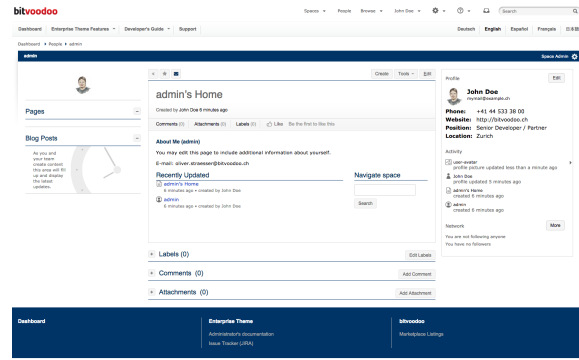 bitvoodoo
Spaces People Browse John Doe Search
Dashboard Enterprise Theme Features Developer's Guide Support
Deutsch English Español Français 日本語
Dashboard People admin
admin
Space Admin
Pages
Blog Posts
As you and
your team
create content
this area will fill
up and display
the latest
updates.
Create Tools Edit
admin's Home
Created by John Doe 8 minutes ago
Comments (0) Attachments (0) Labels (0) Like Be the first to like this
About Me (admin)
You may edit this page to include additional information about yourself.
E-mail: oliver.straesser@bitvoodoo.ch
Recently Updated
admin's Home
6 minutes ago • created by John Doe
admin
6 minutes ago • created by John Doe
Navigate space
Search
Labels (0)
Edit Labels
Comments (0)
Add Comment
Attachments (0)
Add Attachment
Profile
Edit
John Doe
mymail@example.ch
Phone: +41 44 533 38 00
Website: http://bitvoodoo.ch
Position: Senior Developer / Partner
Location: Zurich
Activity
user-avatar
profile picture updated less than a minute ago
John Doe
profile updated 5 minutes ago
admin's Home
created 6 minutes ago
admin
created 6 minutes ago
Network
More
You are not following anyone
You have no followers
Dashboard
Enterprise Theme
Administrator's documentation
Issue Tracker (JIRA)
bitvoodoo
Marketplace Listings